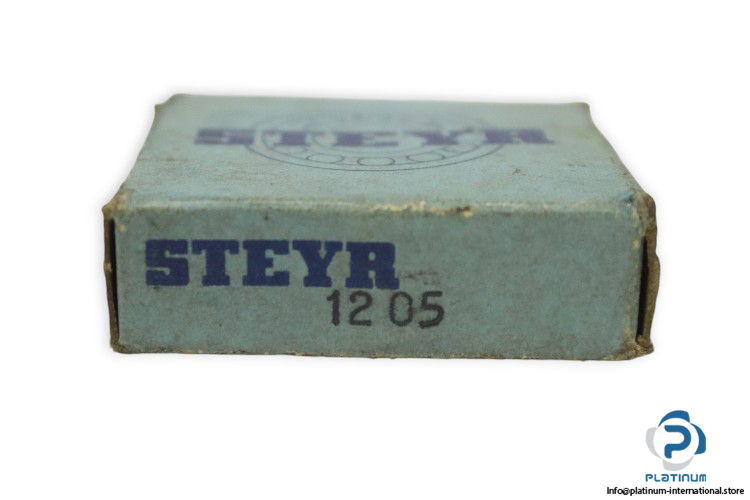 STEYR
STEYR
12 05
PLATINUM
Info@platinum-international.store